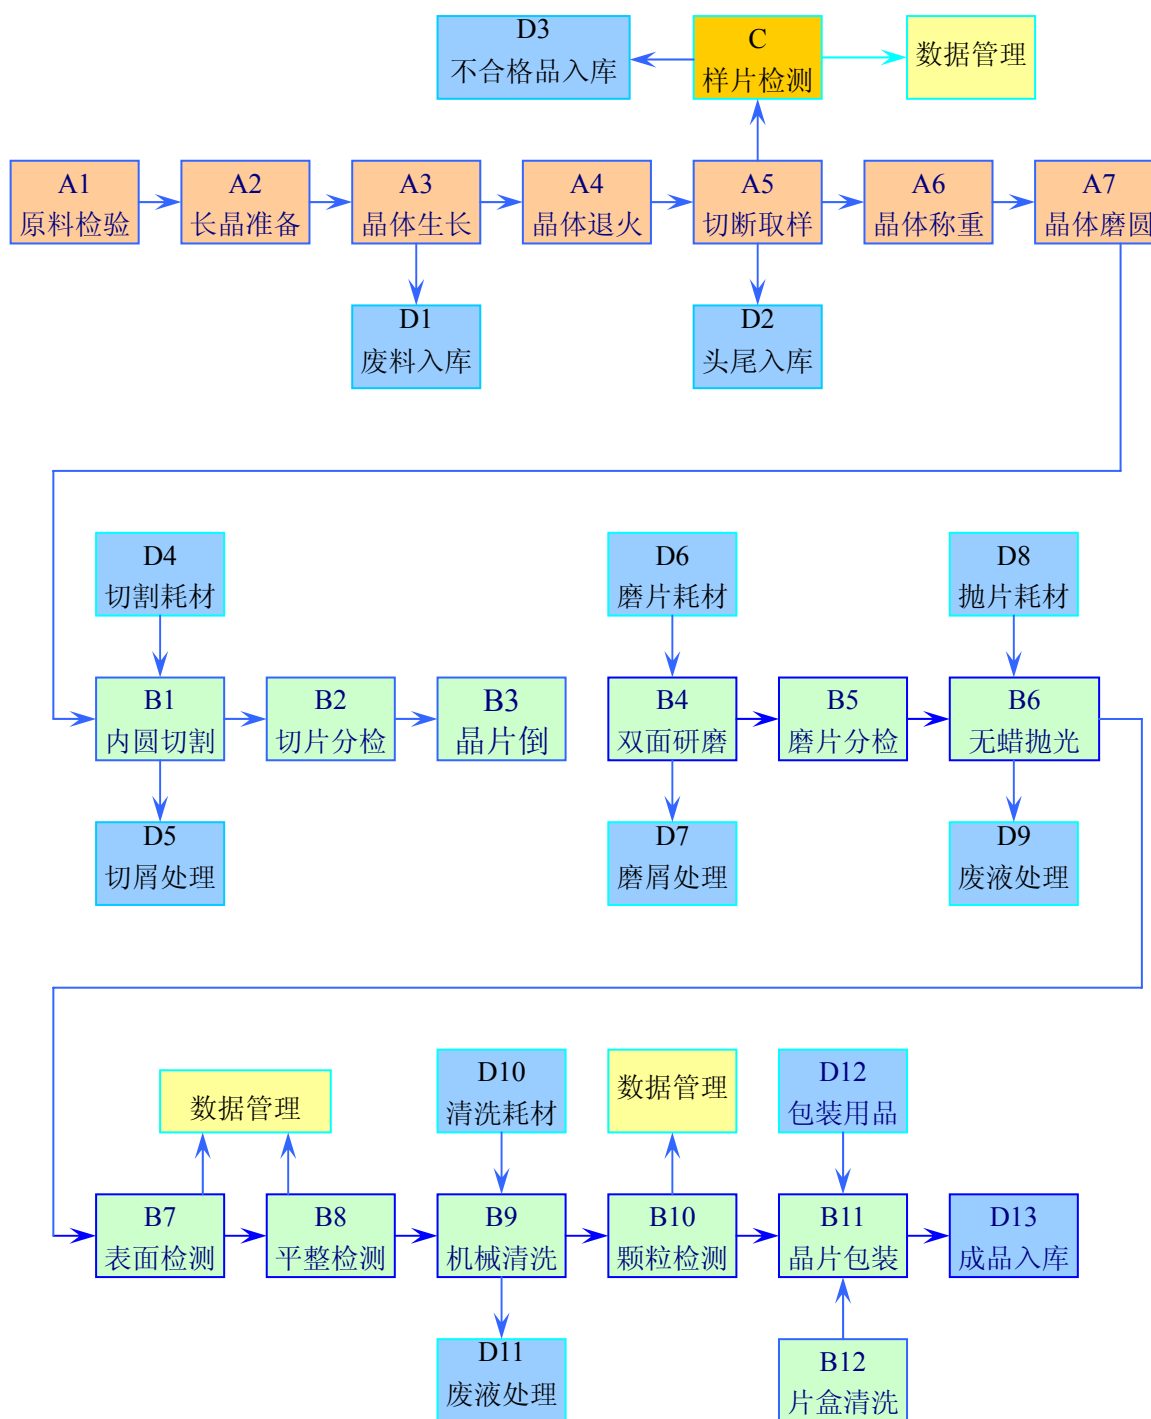 D3
不合格品入库
C
样片检测
数据管理
A1
原料检验
A2
长晶准备
A3
晶体生长
A4
晶体退火
A5
切断取样
A6
晶体称重
A7
晶体磨圆
D1
废料入库
D2
头尾入库
D4
切割耗材
D6
磨片耗材
D8
抛片耗材
B1
内圆切割
B2
切片分检
B3
晶片倒
B4
双面研磨
B5
磨片分检
B6
无蜡抛光
D5
切屑处理
D7
磨屑处理
D9
废液处理
数据管理
D10
清洗耗材
数据管理
D12
包装用品
B7
表面检测
B8
平整检测
B9
机械清洗
B10
颗粒检测
B11
晶片包装
D13
成品入库
D11
废液处理
B12
片盒清洗